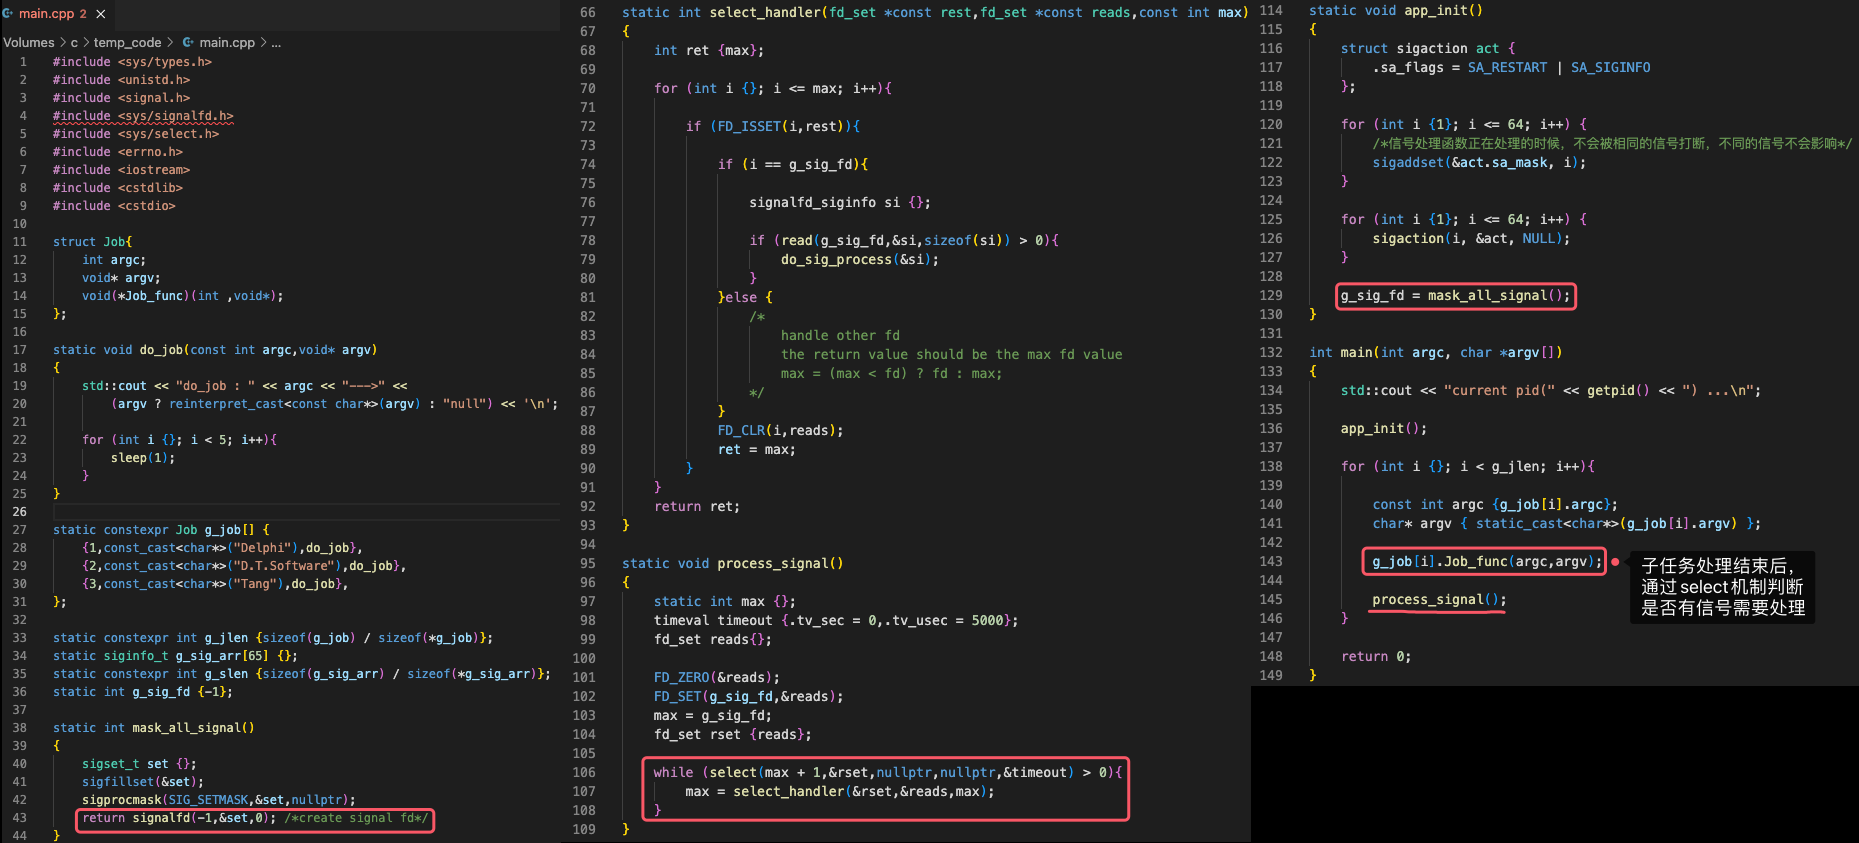 main.cpp 2 ×
Volumes > c > temp_code > main.cpp > ...
1 #include <sys/types.h>
2 #include <unistd.h>
3 #include <signal.h>
4 #include <sys/signalfd.h>
5 #include <sys/select.h>
6 #include <errno.h>
7 #include <iostream>
8 #include <cstdlib>
9 #include <cstdio>
10
11 struct Job{
12 int argc;
13 void* argv;
14 void(*Job_func)(int ,void*);
15 };
16
17 static void do_job(const int argc,void* argv)
18 {
19 std::cout << "do_job : " << argc << "--->" <<
20 (argv ? reinterpret_cast<const char*>(argv) : "null") << '\n';
21
22 for (int i {}; i < 5; i++){
23 sleep(1);
24 }
25 }
26
27 static constexpr Job g_job[] {
28 {1,const_cast<char*>("Delphi"),do_job},
29 {2,const_cast<char*>("D.T.Software"),do_job},
30 {3,const_cast<char*>("Tang"),do_job},
31 };
32
33 static constexpr int g_jlen {sizeof(g_job) / sizeof(*g_job)};
34 static siginfo_t g_sig_arr[65] {};
35 static constexpr int g_slen {sizeof(g_sig_arr) / sizeof(*g_sig_arr)};
36 static int g_sig_fd {-1};
37
38 static int mask_all_signal()
39 {
40 sigset_t set {};
41 sigfillset(&set);
42 sigprocmask(SIG_SETMASK,&set,nullptr);
43 return signalfd(-1,&set,0); /*create signal fd*/
44 }
66 static int select_handler(fd_set *const rest,fd_set *const reads,const int max)
67 {
68 int ret {max};
69
70 for (int i {}; i <= max; i++){
71
72 if (FD_ISSET(i,rest)){
73
74 if (i == g_sig_fd){
75
76 signalfd_siginfo si {};
77
78 if (read(g_sig_fd,&si,sizeof(si)) > 0){
79 do_sig_process(&si);
80 }
81 }else {
82 /*
83 handle other fd
84 the return value should be the max fd value
85 max = (max < fd) ? fd : max;
86 */
87 }
88 FD_CLR(i,reads);
89 ret = max;
90 }
91 }
92 return ret;
93 }
94
95 static void process_signal()
96 {
97 static int max {};
98 timeval timeout {.tv_sec = 0,.tv_usec = 5000};
99 fd_set reads{};
100
101 FD_ZERO(&reads);
102 FD_SET(g_sig_fd,&reads);
103 max = g_sig_fd;
104 fd_set rset {reads};
105
106 while (select(max + 1,&rset,nullptr,nullptr,&timeout) > 0){
107 max = select_handler(&rset,&reads,max);
108 }
109 }
114 static void app_init()
115 {
116 struct sigaction act {
117 .sa_flags = SA_RESTART | SA_SIGINFO
118 };
119
120 for (int i {1}; i <= 64; i++) {
121 /*信号处理函数正在处理的时候，不会被相同的信号打断，不同的信号不会影响*/
122 sigaddset(&act.sa_mask, i);
123 }
124
125 for (int i {1}; i <= 64; i++) {
126 sigaction(i, &act, NULL);
127 }
128
129 g_sig_fd = mask_all_signal();
130 }
131
132 int main(int argc, char *argv[])
133 {
134 std::cout << "current pid(" << getpid() << ") ...\n";
135
136 app_init();
137
138 for (int i {}; i < g_jlen; i++){
139
140 const int argc {g_job[i].argc};
141 char* argv { static_cast<char*>(g_job[i].argv) };
142
143 g_job[i].Job_func(argc,argv);
144
145 process_signal();
146 }
147
148 return 0;
149 }
子任务处理结束后，
通过select机制判断
是否有信号需要处理